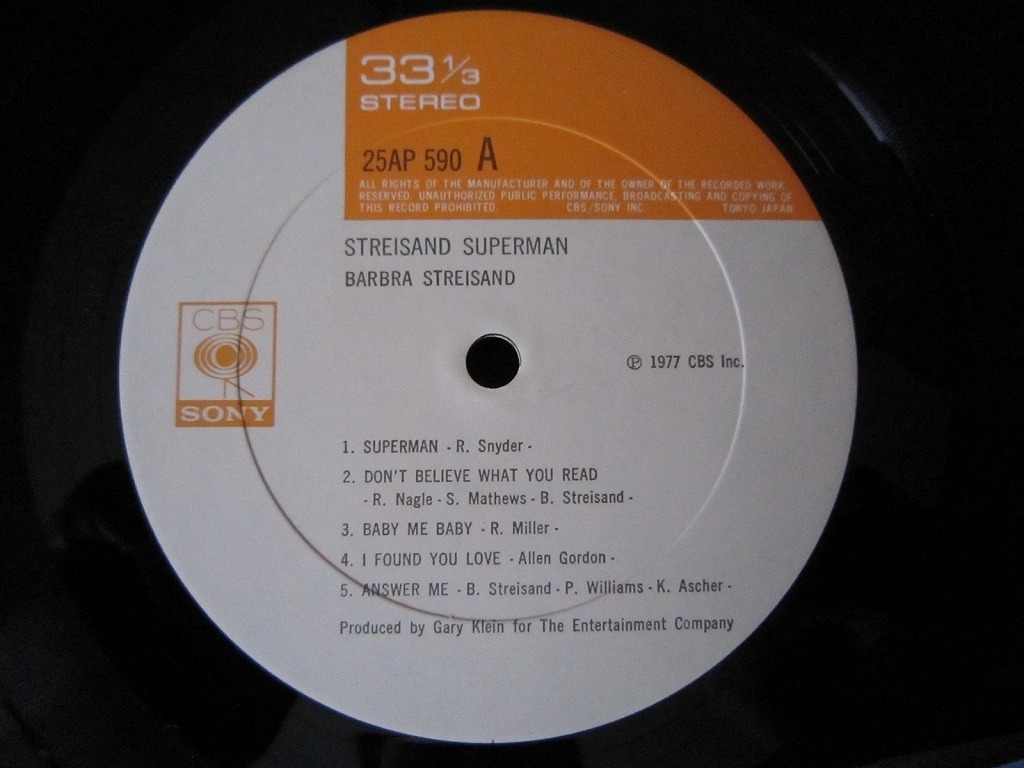 33 1/3
STEREO
25AP 590 A
ALL RIGHTS OF THE MANUFACTURER AND OF THE OWNER OF THE RECORDED WORK
RESERVED. UNAUTHORIZED PUBLIC PERFORMANCE, BROADCASTING AND COPYING OF
THIS RECORD PROHIBITED. CBS/SONY INC. TOKYO JAPAN
STREISAND SUPERMAN
BARBRA STREISAND
CBS
SONY
℗ 1977 CBS Inc.
1. SUPERMAN - R. Snyder -
2. DON'T BELIEVE WHAT YOU READ
- R. Nagle - S. Mathews - B. Streisand -
3. BABY ME BABY - R. Miller -
4. I FOUND YOU LOVE - Allen Gordon -
5. ANSWER ME - B. Streisand - P. Williams - K. Ascher -
Produced by Gary Klein for The Entertainment Company